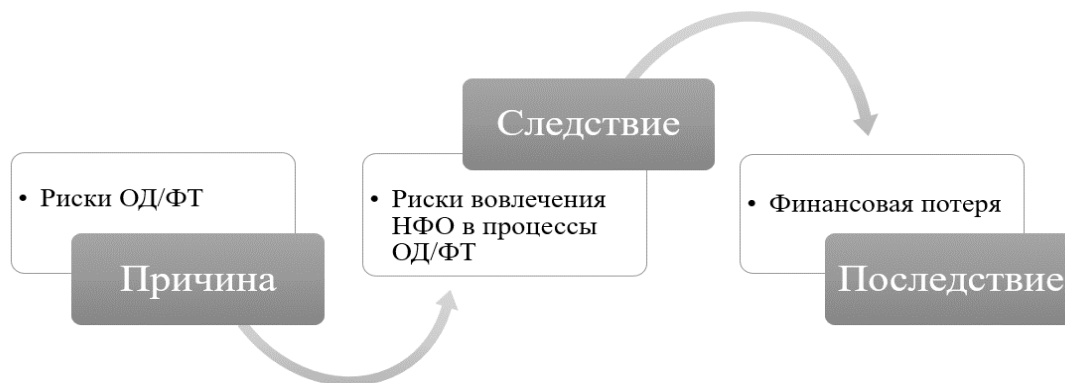 • Риски ОД/ФТ
Причина
Следствие
• Риски вовлечения
НФО в процессы
ОД/ФТ
• Финансовая потеря
Последствие